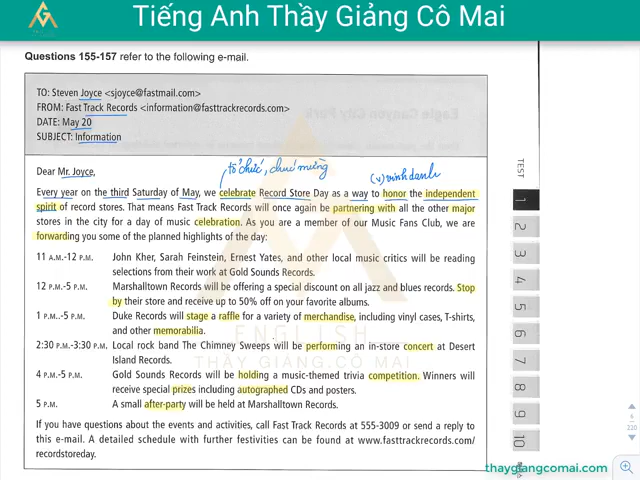 Tiếng Anh Thầy Giảng Cô Mai
AG
Questions 155-157 refer to the following e-mail.
TO: Steven Joyce <sjoyce@fastmail.com>
FROM: Fast Track Records <information@fasttrackrecords.com>
DATE: May 20
SUBJECT: Information
tổ chức, chúc mừng
(v) vinh danh
Dear Mr. Joyce,
Every year on the third Saturday of May, we celebrate Record Store Day as a way to honor the independent
spirit of record stores. That means Fast Track Records will once again be partnering with all the other major
stores in the city for a day of music celebration. As you are a member of our Music Fans Club, we are
forwarding you some of the planned highlights of the day:
11 A.M.-12 P.M. John Kher, Sarah Feinstein, Ernest Yates, and other local music critics will be reading
selections from their work at Gold Sounds Records.
12 P.M.-5 P.M. Marshalltown Records will be offering a special discount on all jazz and blues records. Stop
by their store and receive up to 50% off on your favorite albums.
1 P.M.-5 P.M. Duke Records will stage a raffle for a variety of merchandise, including vinyl cases, T-shirts,
and other memorabilia.
2:30 P.M.-3:30 P.M. Local rock band The Chimney Sweeps will be performing an in-store concert at Desert
Island Records.
4 P.M.-5 P.M. Gold Sounds Records will be holding a music-themed trivia competition. Winners will
receive special prizes including autographed CDs and posters.
5 P.M. A small after-party will be held at Marshalltown Records.
If you have questions about the events and activities, call Fast Track Records at 555-3009 or send a reply to
this e-mail. A detailed schedule with further festivities can be found at www.fasttrackrecords.com/
recordstoreday.
ENGLISH
THẦY GIẢNG CÔ MAI
TEST
1
2
3
4
5
6
7
8
9
10
6
220
thaygiangcomai.com